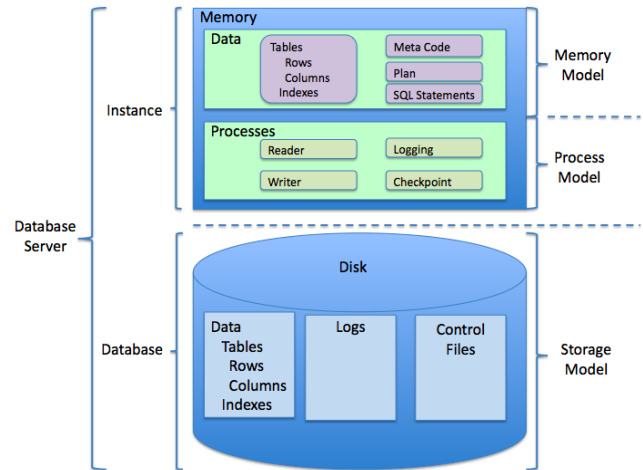 Memory
Data
Tables
Rows
Columns
Indexes
Meta Code
Plan
SQL Statements
Processes
Reader
Logging
Writer
Checkpoint
Instance
Memory
Model
Process
Model
Database
Server
Disk
Data
Tables
Rows
Columns
Indexes
Logs
Control
Files
Database
Storage
Model